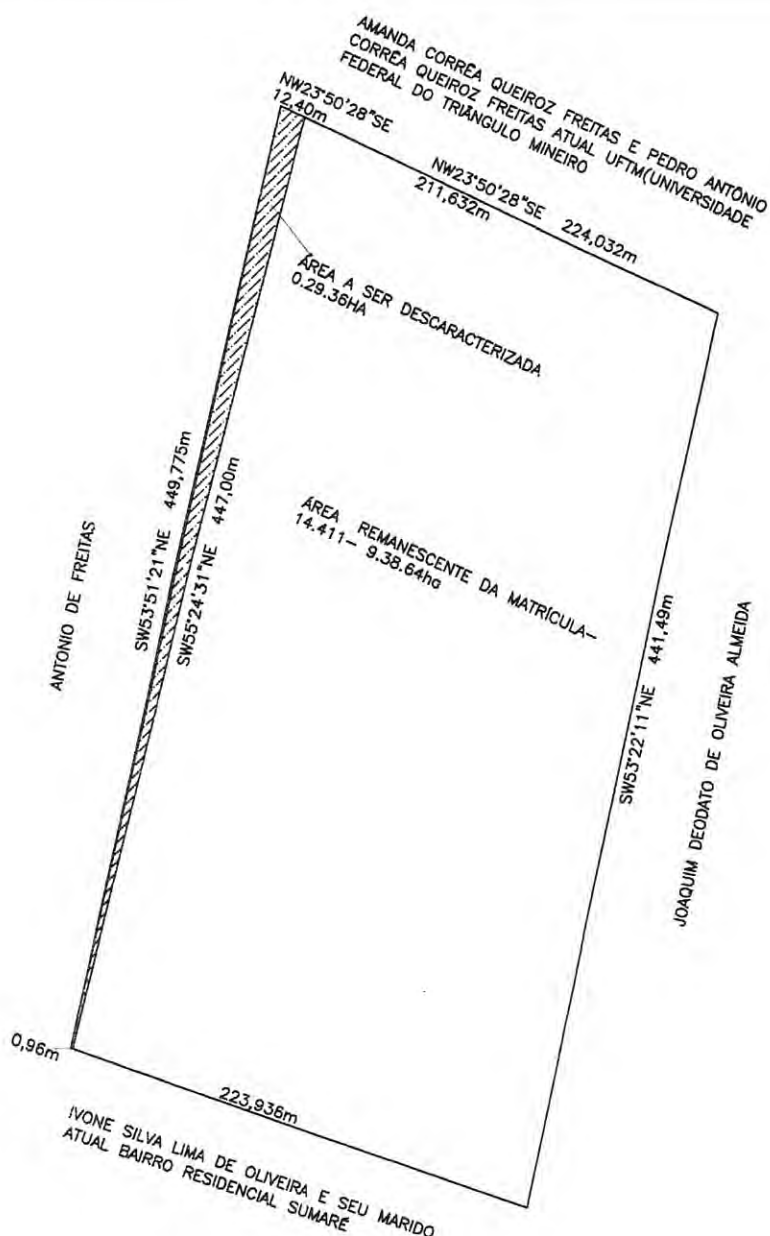 AMANDA CORRÊA QUEIROZ FREITAS E PEDRO ANTÔNIO
CORRÊA QUEIROZ FREITAS ATUAL UFTM(UNIVERSIDADE
FEDERAL DO TRIÂNGULO MINEIRO
NW23°50'28"SE
12,40m
NW23°50'28"SE 224,032m
211,632m
ÁREA A SER DESCARACTERIZADA
0.29.36HA
SW53°51'21"NE 449,775m
SW55°24'31"NE 447,00m
ANTONIO DE FREITAS
ÁREA REMANESCENTE DA MATRÍCULA-
14.411- 9.38.64ha
SW53°22'11"NE 441,49m
JOAQUIM DEODATO DE OLIVEIRA ALMEIDA
0,96m
223,936m
IVONE SILVA LIMA DE OLIVEIRA E SEU MARIDO
ATUAL BAIRRO RESIDENCIAL SUMARÉ